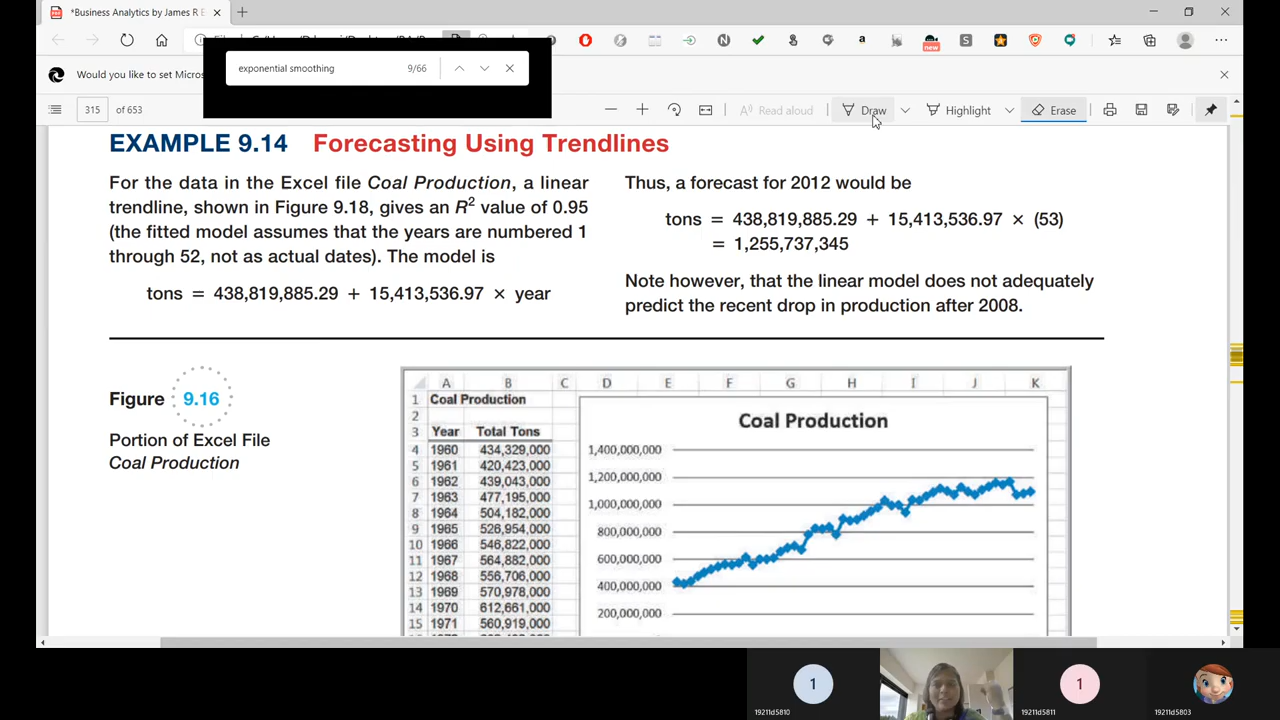 *Business Analytics by James R E
exponential smoothing
9/66
new
Would you like to set Micros
315 of 653
Read aloud
Draw
Highlight
Erase
EXAMPLE 9.14 Forecasting Using Trendlines
For the data in the Excel file Coal Production, a linear
trendline, shown in Figure 9.18, gives an R² value of 0.95
(the fitted model assumes that the years are numbered 1
through 52, not as actual dates). The model is
tons = 438,819,885.29 + 15,413,536.97 × year
Thus, a forecast for 2012 would be
tons = 438,819,885.29 + 15,413,536.97 × (53)
= 1,255,737,345
Note however, that the linear model does not adequately
predict the recent drop in production after 2008.
Figure 9.16
Portion of Excel File
Coal Production
A B C D E F G H I J K
1 Coal Production
2
3 Year Total Tons
4 1960 434,329,000
5 1961 420,423,000
6 1962 439,043,000
7 1963 477,195,000
8 1964 504,182,000
9 1965 526,954,000
10 1966 546,822,000
11 1967 564,882,000
12 1968 556,706,000
13 1969 570,978,000
14 1970 612,661,000
15 1971 560,919,000
Coal Production
1,400,000,000
1,200,000,000
1,000,000,000
800,000,000
600,000,000
400,000,000
200,000,000
1
19211d5810
19211d5811
1
19211d5803